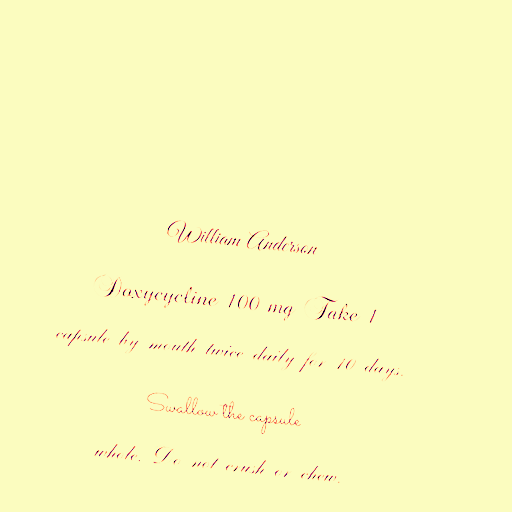 William Anderson
Doxycycline 100 mg Take 1
capsule by mouth twice daily for 10 days.
Swallow the capsule
whole. Do not crush or chew.